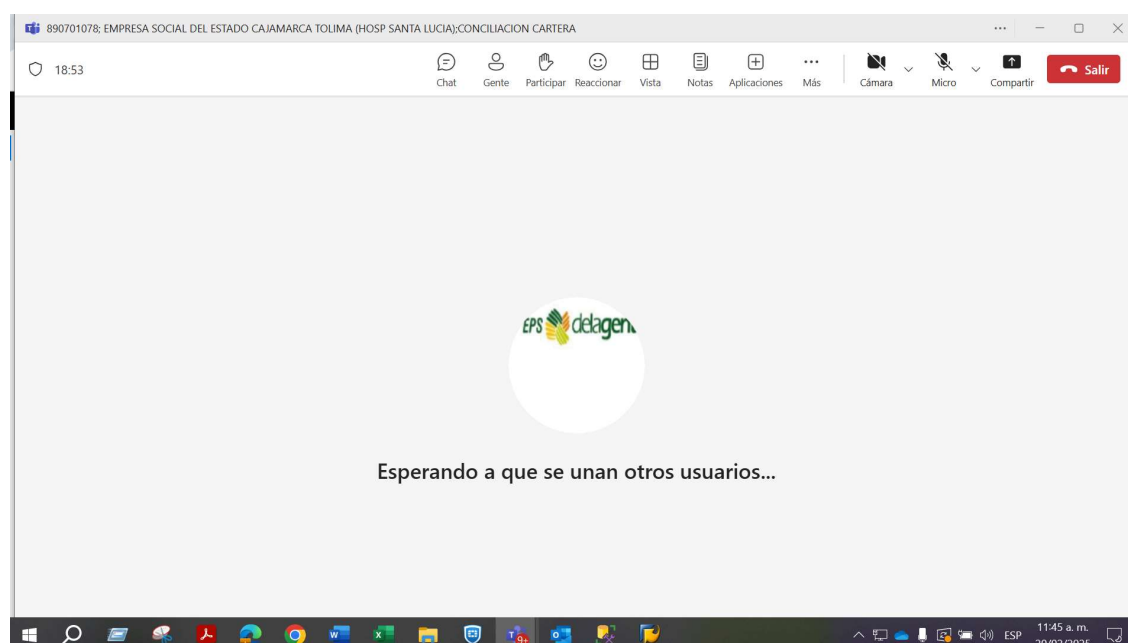 890701078; EMPRESA SOCIAL DEL ESTADO CAJAMARCA TOLIMA (HOSP SANTA LUCIA);CONCILIACION CARTERA
18:53
Chat Gente Participar Reaccionar Vista Notas Aplicaciones Más Cámara Micro Compartir Salir
EPS delagen
Esperando a que se unan otros usuarios...
9+
ESP
11:45 a. m.